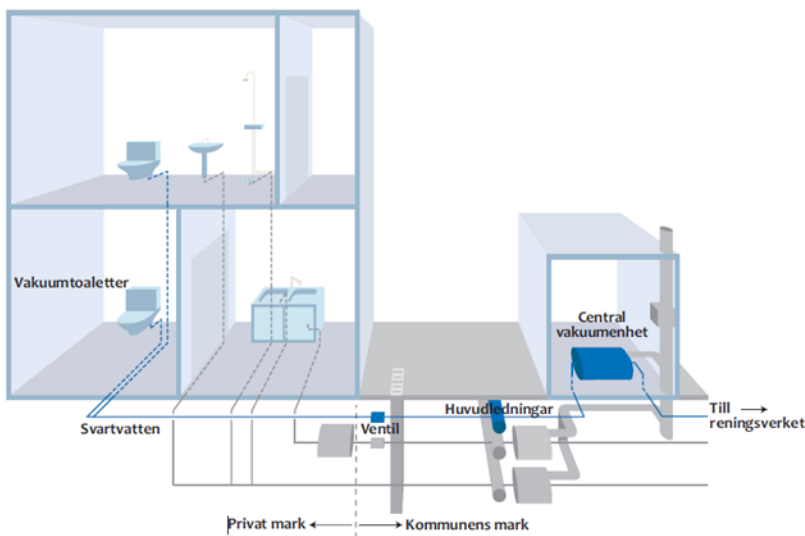 Vakuumtoaletter
Central
vakuumenhet
Huvudledningar
Till
reningsverket
Svartvatten
Ventil
Privat mark
Kommunens mark